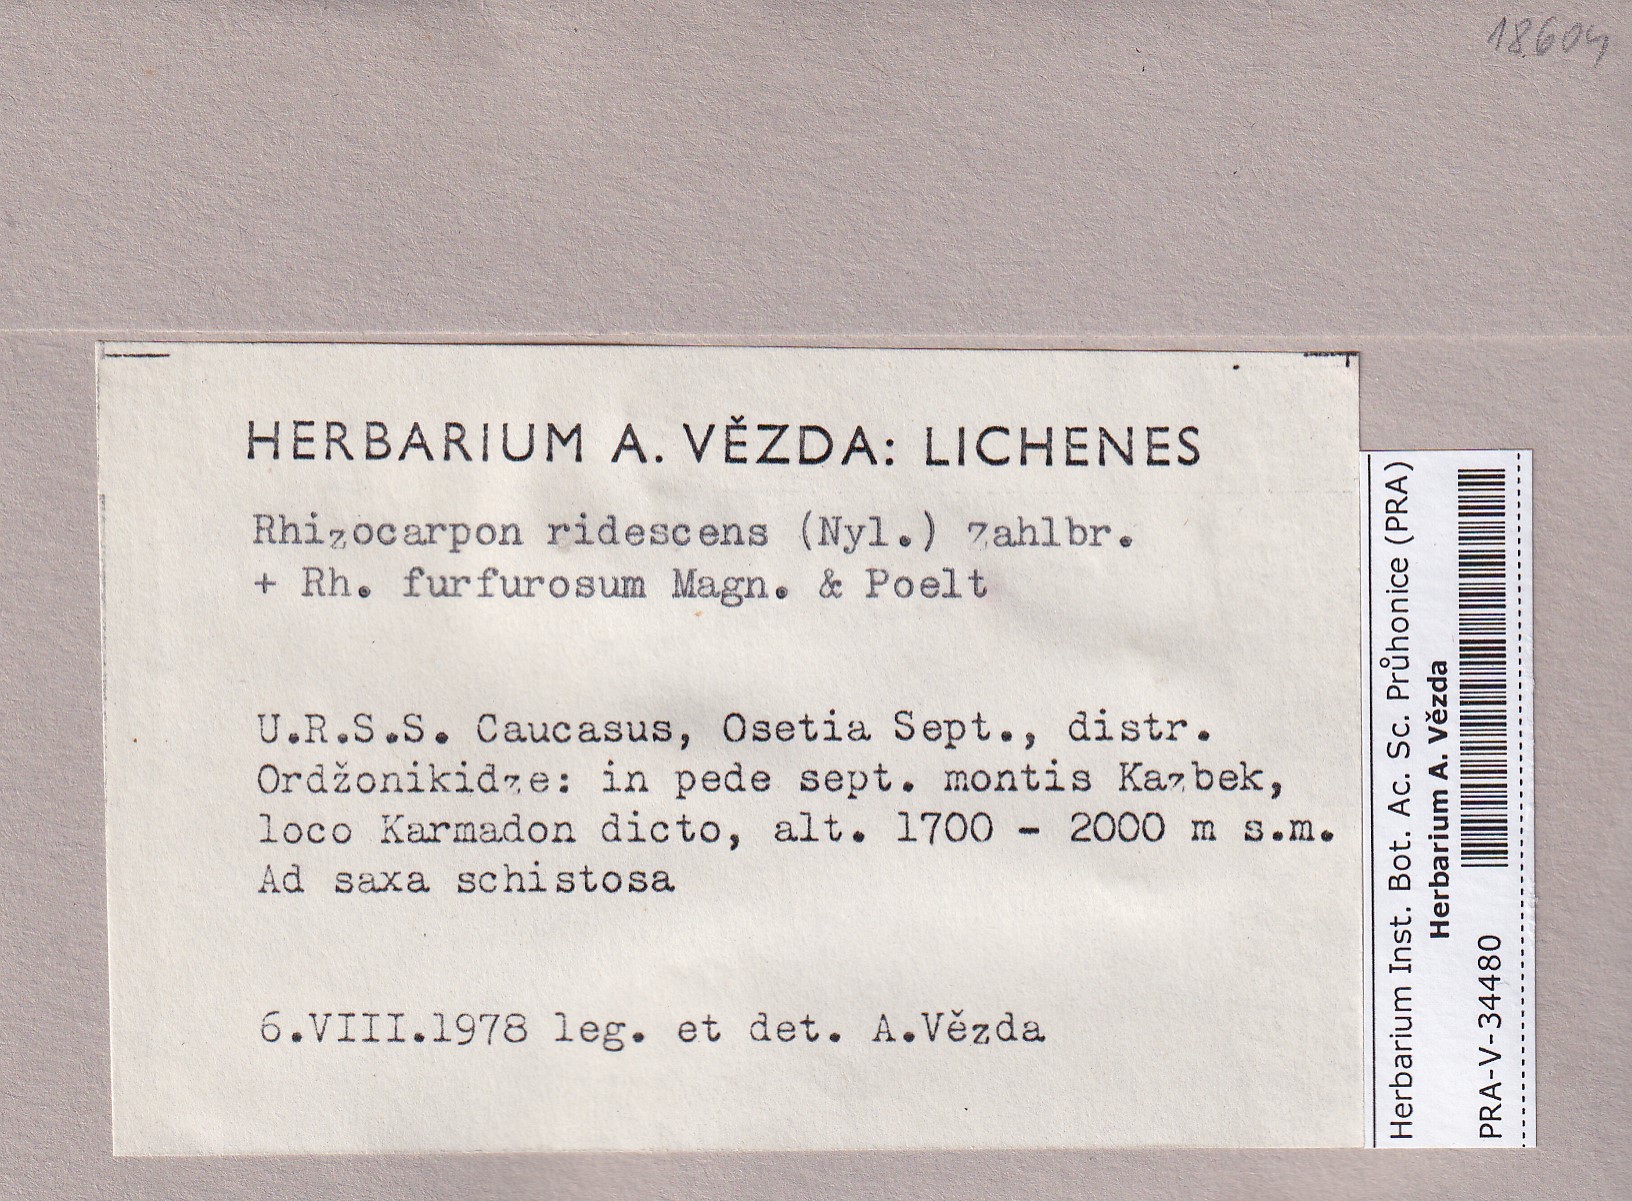 18604
HERBARIUM A. VĚZDA: LICHENES
Rhizocarpon ridescens (Nyl.) Zahlbr.
+ Rh. furfurosum Magn. & Poelt
U.R.S.S. Caucasus, Osetia Sept., distr.
Ordžonikidze: in pede sept. montis Kazbek,
loco Karmadon dicto, alt. 1700 - 2000 m s.m.
Ad saxa schistosa
6.VIII.1978 leg. et det. A.Vězda
Herbarium Inst. Bot. Ac. Sc. Průhonice (PRA)
Herbarium A. Vězda
PRA-V-34480